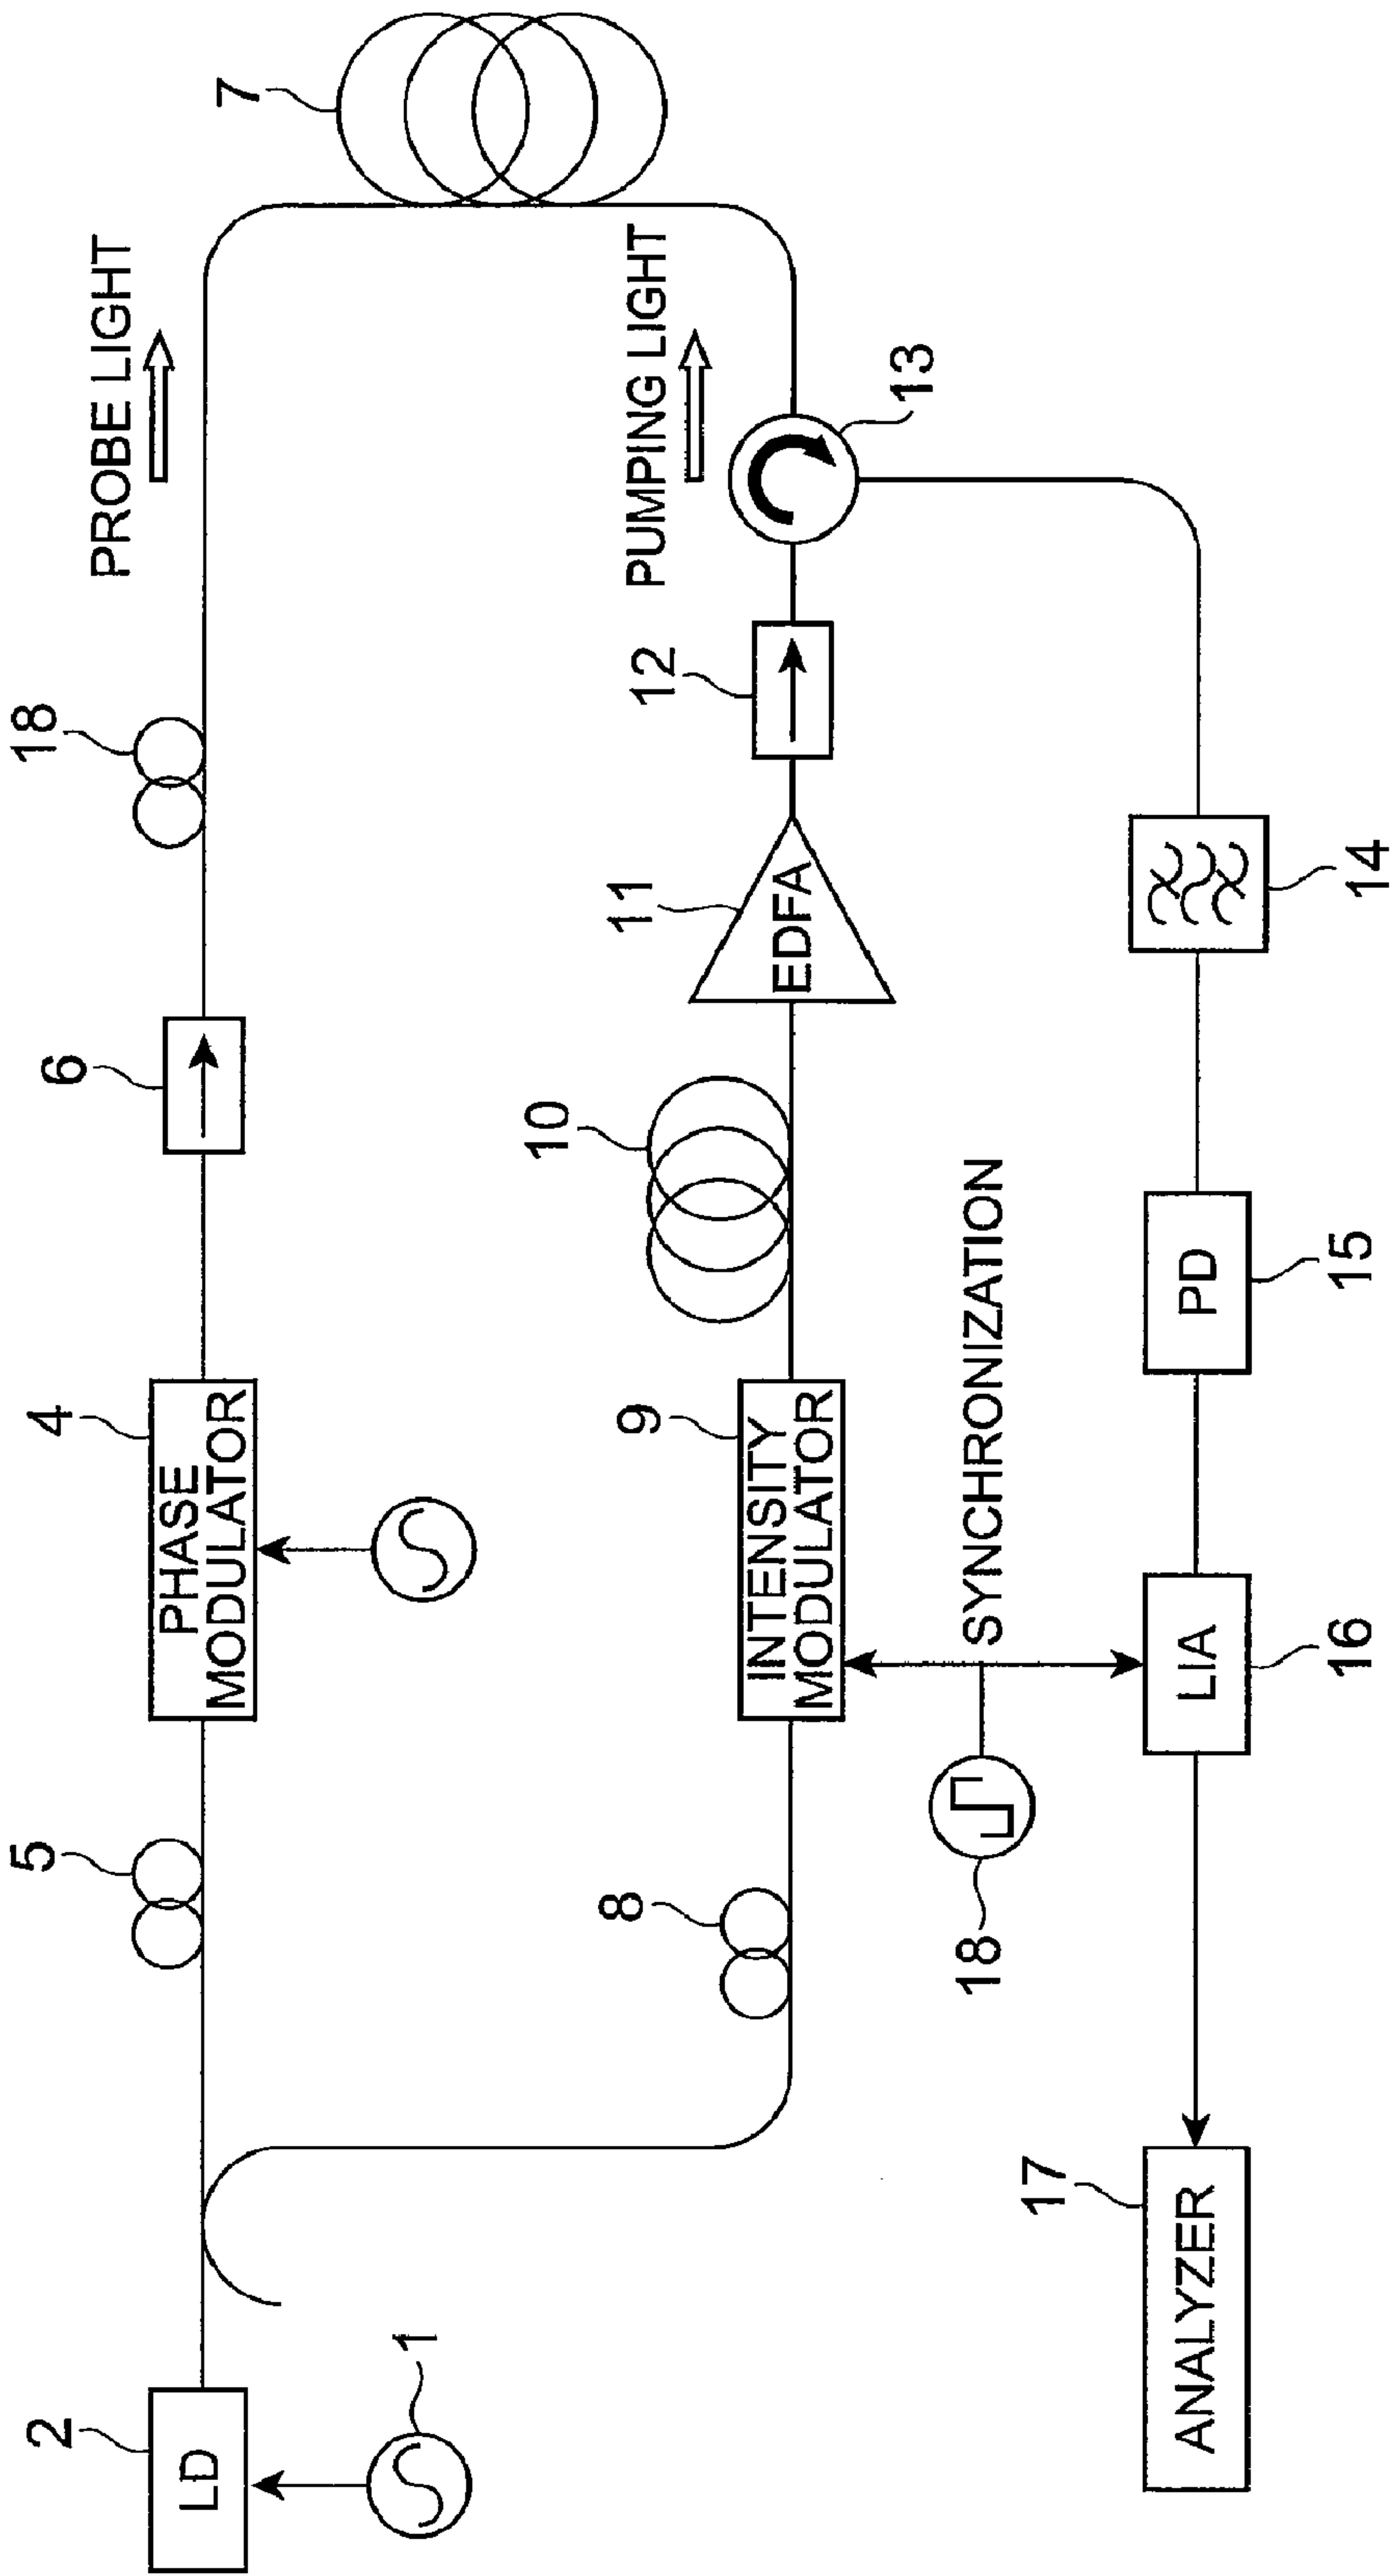 PROBE LIGHT
18
7
6
4
PHASE
MODULATOR
5
2
LD
1
PUMPING LIGHT
13
12
11
EDFA
10
9
INTENSITY
MODULATOR
8
SYNCHRONIZATION
18
14
PD
15
LIA
16
17
ANALYZER